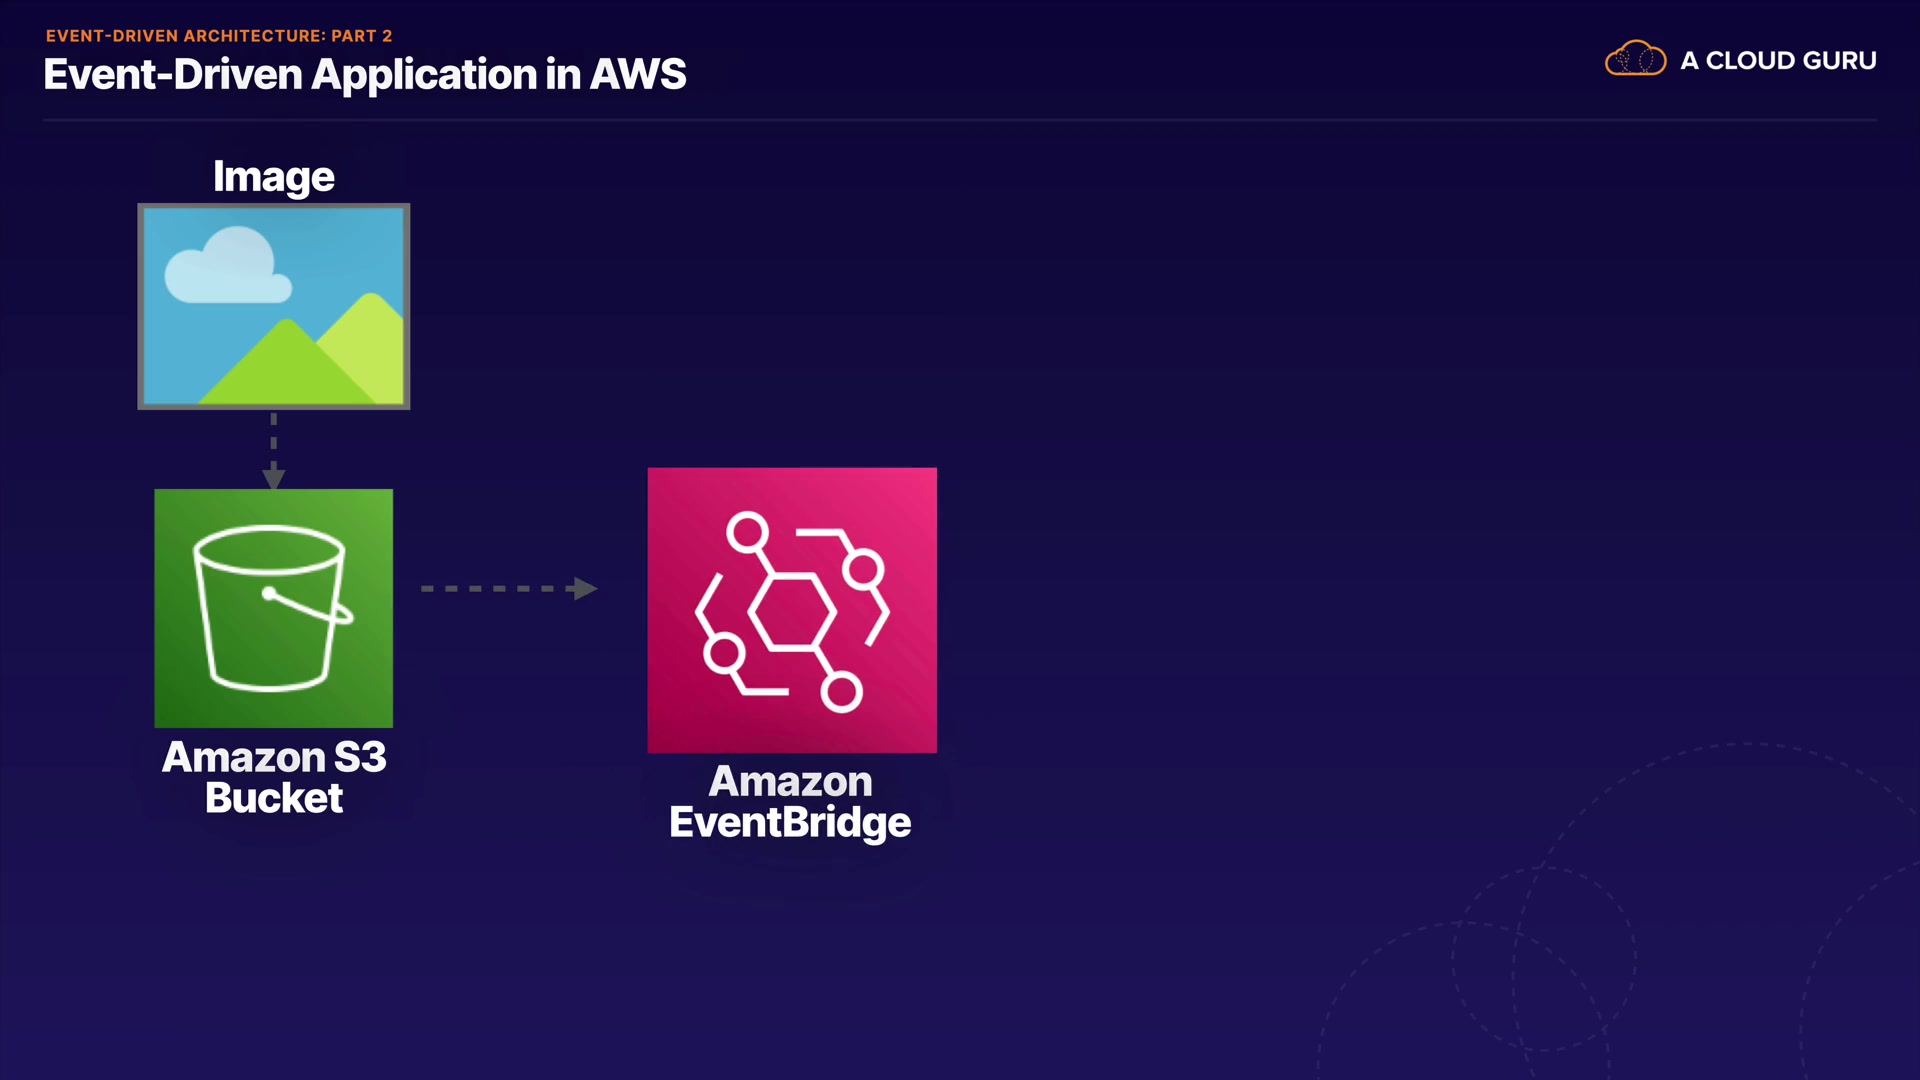 EVENT-DRIVEN ARCHITECTURE: PART 2
Event-Driven Application in AWS
A CLOUD GURU
Image
Amazon S3
Bucket
Amazon
EventBridge